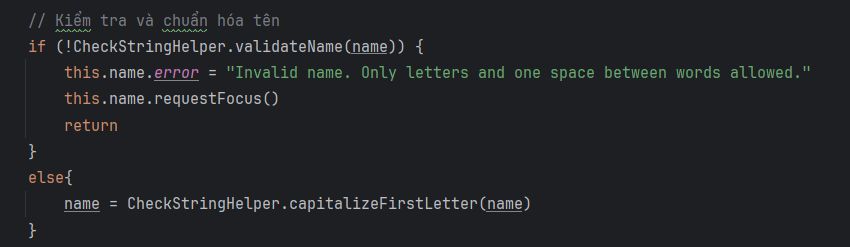 // Kiểm tra và chuẩn hóa tên
if (!CheckStringHelper.validateName(name)) {
    this.name.error = "Invalid name. Only letters and one space between words allowed."
    this.name.requestFocus()
    return
}
else{
    name = CheckStringHelper.capitalizeFirstLetter(name)
}